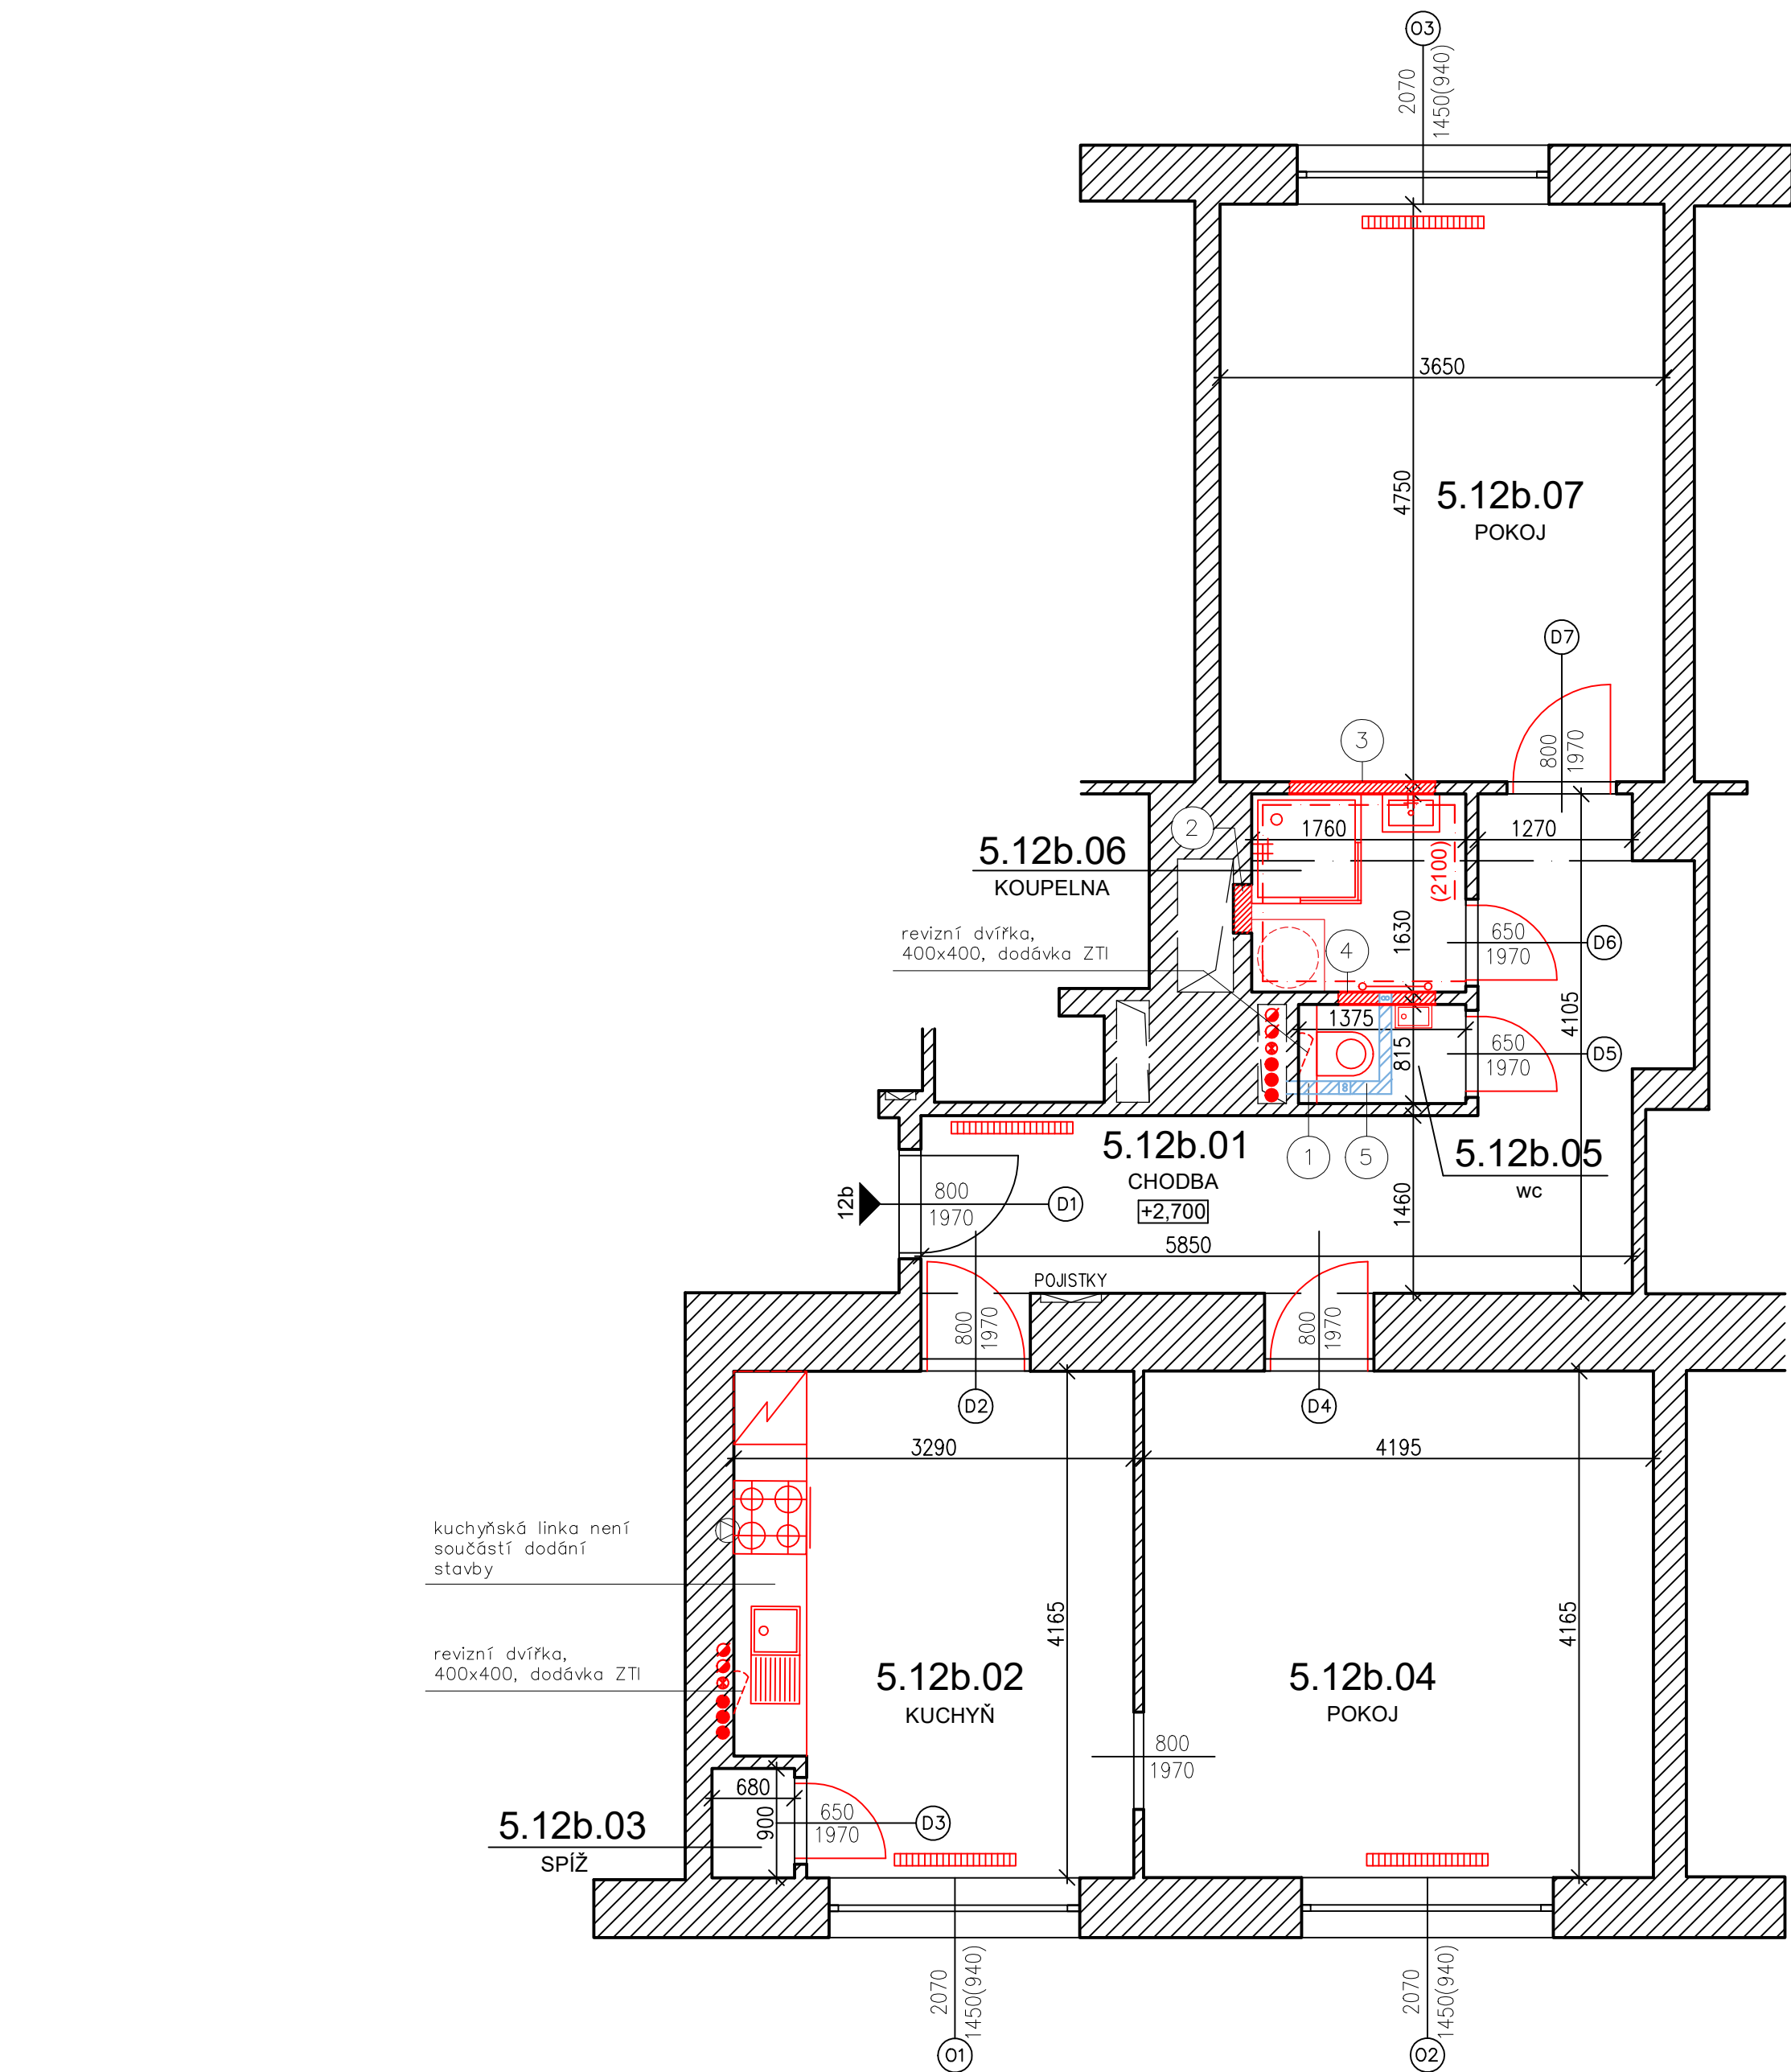 O3
2070
1450(940)
3650
4750
5.12b.07
POKOJ
D7
800
1970
3
2
1760
1270
5.12b.06
KOUPELNA
(2100)
revizní dvířka,
400x400, dodávka ZTI
1630
4
650
1970
D6
4105
8
1375
815
650
1970
D5
8
1
5
5.12b.01
CHODBA
+2,700
5.12b.05
WC
12b
800
1970
D1
1460
5850
POJISTKY
800
1970
800
1970
D2
D4
3290
4195
kuchyňská linka není
součástí dodání
stavby
4165
4165
revizní dvířka,
400x400, dodávka ZTI
5.12b.02
KUCHYŇ
5.12b.04
POKOJ
800
1970
680
900
650
1970
D3
5.12b.03
SPÍŽ
2070
1450(940)
2070
1450(940)
O1
O2